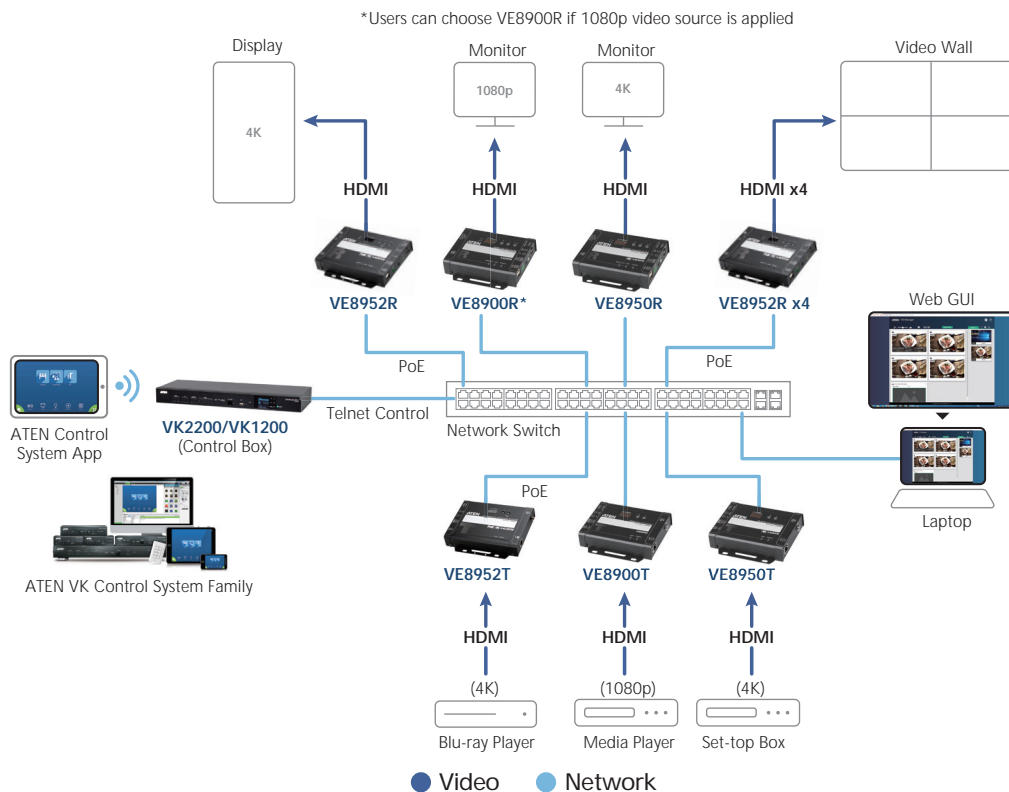 *Users can choose VE8900R if 1080p video source is applied
Display
Monitor
Monitor
Video Wall
4K
1080p
4K
HDMI
HDMI
HDMI
HDMI x4
VE8952R
VE8900R*
VE8950R
VE8952R x4
Web GUI
PoE
PoE
ATEN Control
System App
VK2200/VK1200
(Control Box)
Telnet Control
Network Switch
PoE
Laptop
ATEN VK Control System Family
VE8952T
VE8900T
VE8950T
HDMI
HDMI
HDMI
(4K)
(1080p)
(4K)
Blu-ray Player
Media Player
Set-top Box
Video
Network